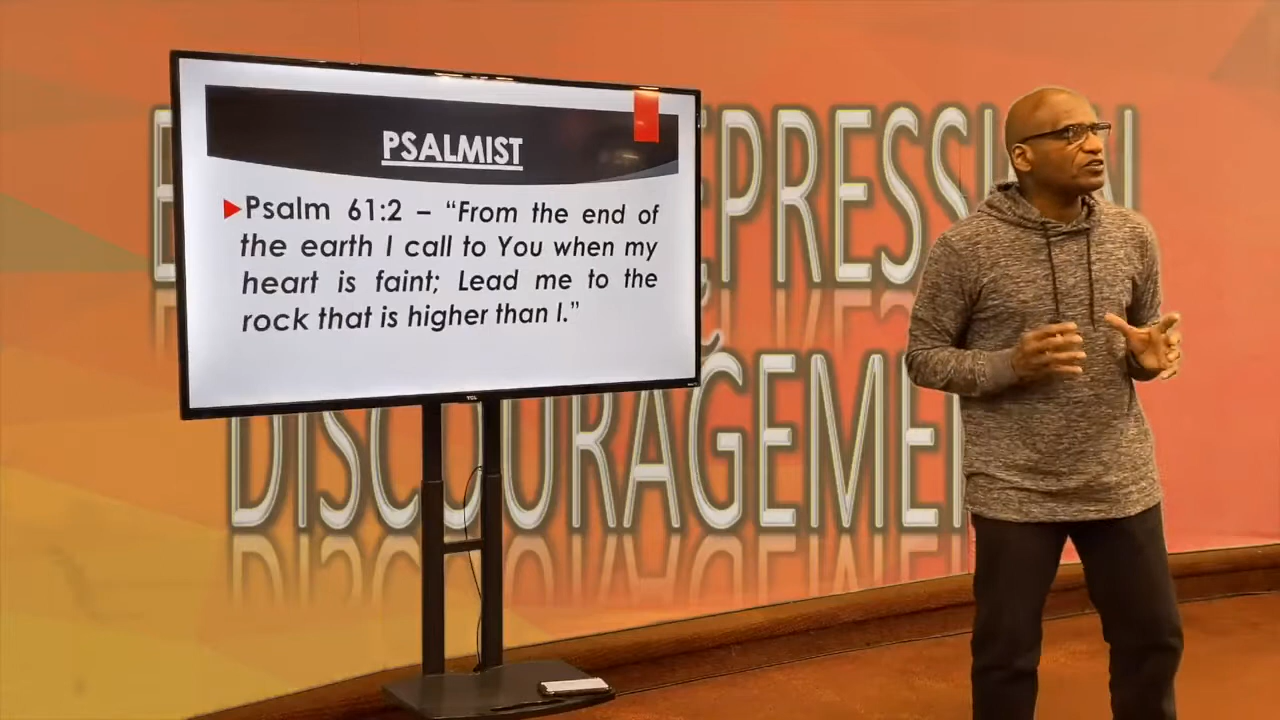 PSALMIST
Psalm 61:2 – “From the end of
the earth I call to You when my
heart is faint; Lead me to the
rock that is higher than I.”
TCL